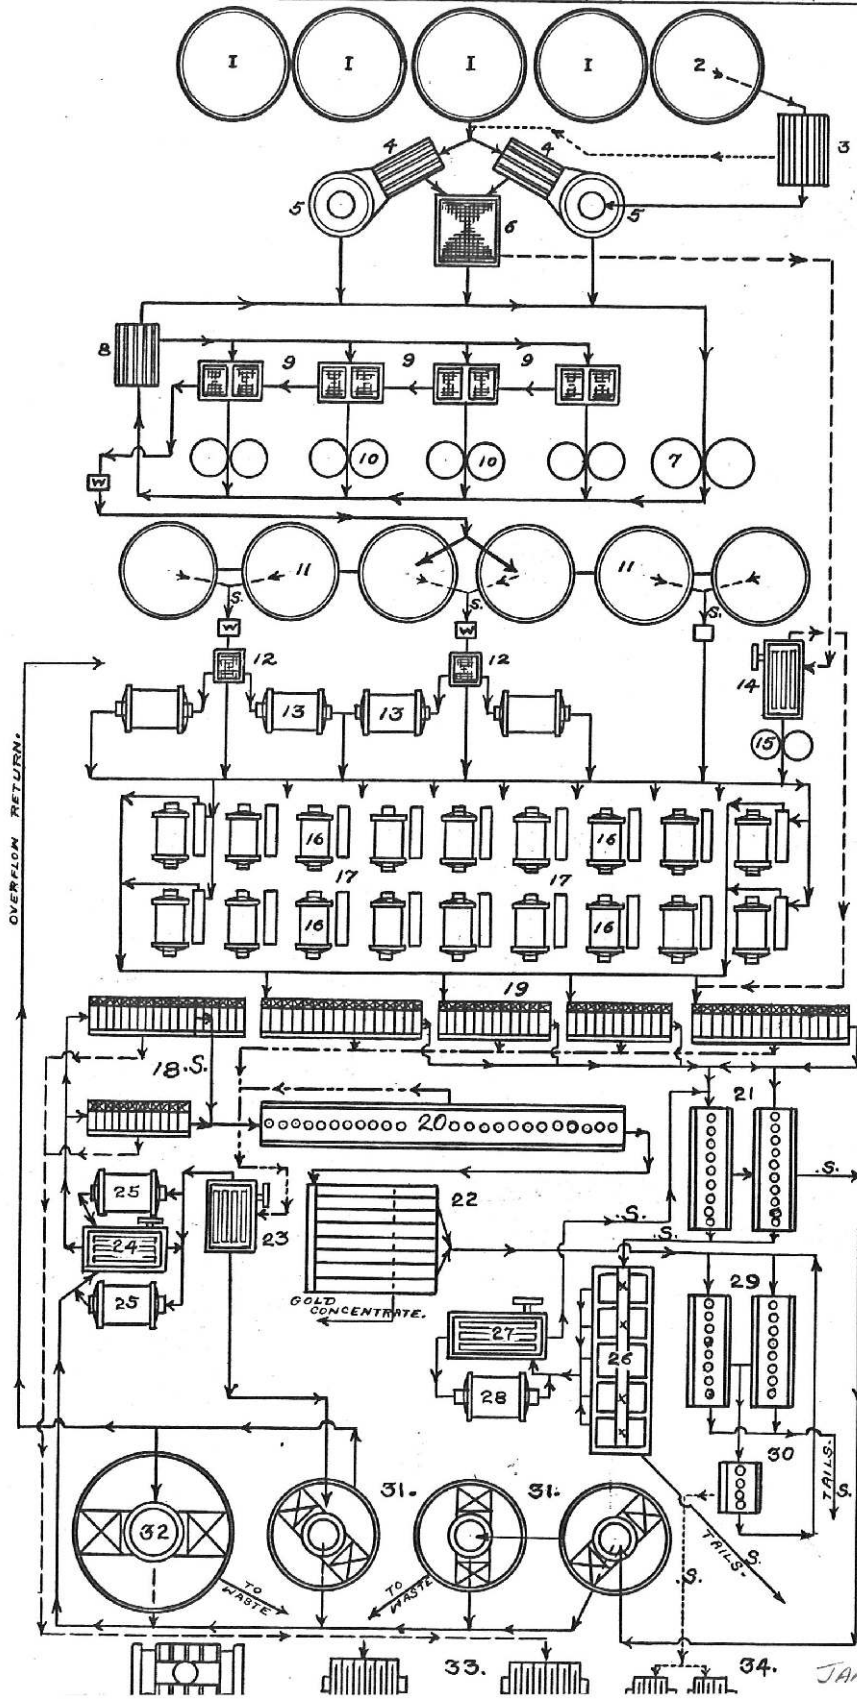 I I I I 2
3
4 4
5 6 5
8 9 9 9
10 10 7
W
11 11
S. S. S.
W W
12 12
14
13 13
15
OVERFLOW RETURN.
16 16
17 17
16 16
19
18.S.
20 21
25 22 .S.
24 23 .S.
.S.
25 GOLD
CONCENTRATE.
29
27 26
28
30
TAILS.
S.
31. 31.
32
TO
WASTE
TO
WASTE
TAILS. S.
.S.
33. 34.
JAN